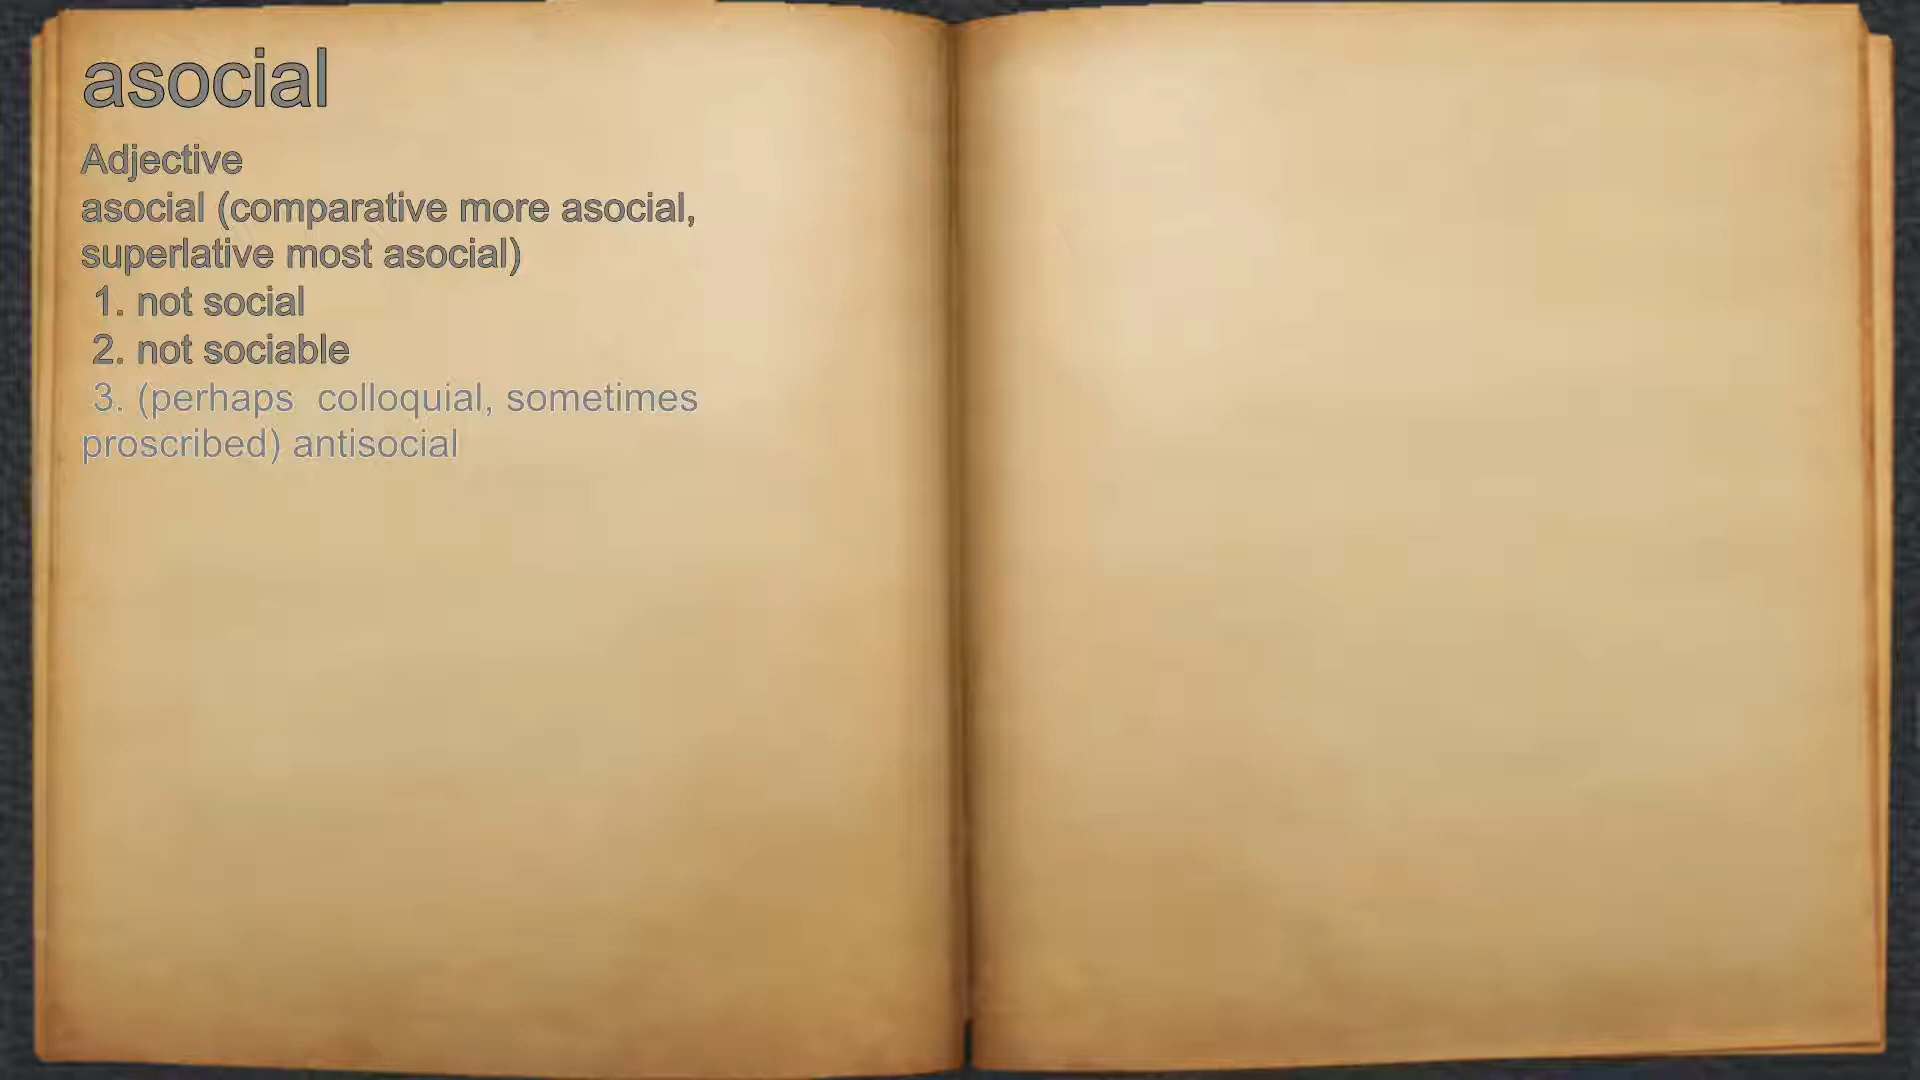 asocial
Adjective
asocial (comparative more asocial,
superlative most asocial)
1. not social
2. not sociable
3. (perhaps colloquial, sometimes
proscribed) antisocial